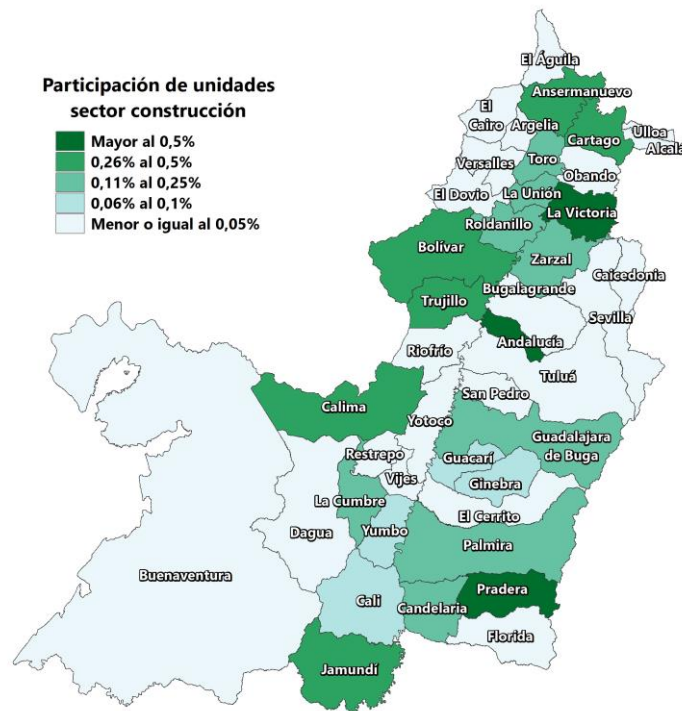 Participación de unidades
sector construcción
Mayor al 0,5%
0,26% al 0,5%
0,11% al 0,25%
0,06% al 0,1%
Menor o igual al 0,05%
El Águila
Ansermanuevo
El
Cairo
Argelia
Cartago
Ulloa
Alcalá
Versalles
Toro
Obando
El Dovio
La Unión
La Victoria
Roldanillo
Bolívar
Zarzal
Caicedonia
Bugalagrande
Trujillo
Sevilla
Andalucía
Riofrío
Tuluá
San Pedro
Calima
Yotoco
Guadalajara
de Buga
Restrepo
Guacarí
Vijes
Ginebra
La Cumbre
El Cerrito
Dagua
Yumbo
Palmira
Buenaventura
Pradera
Cali
Candelaria
Florida
Jamundí